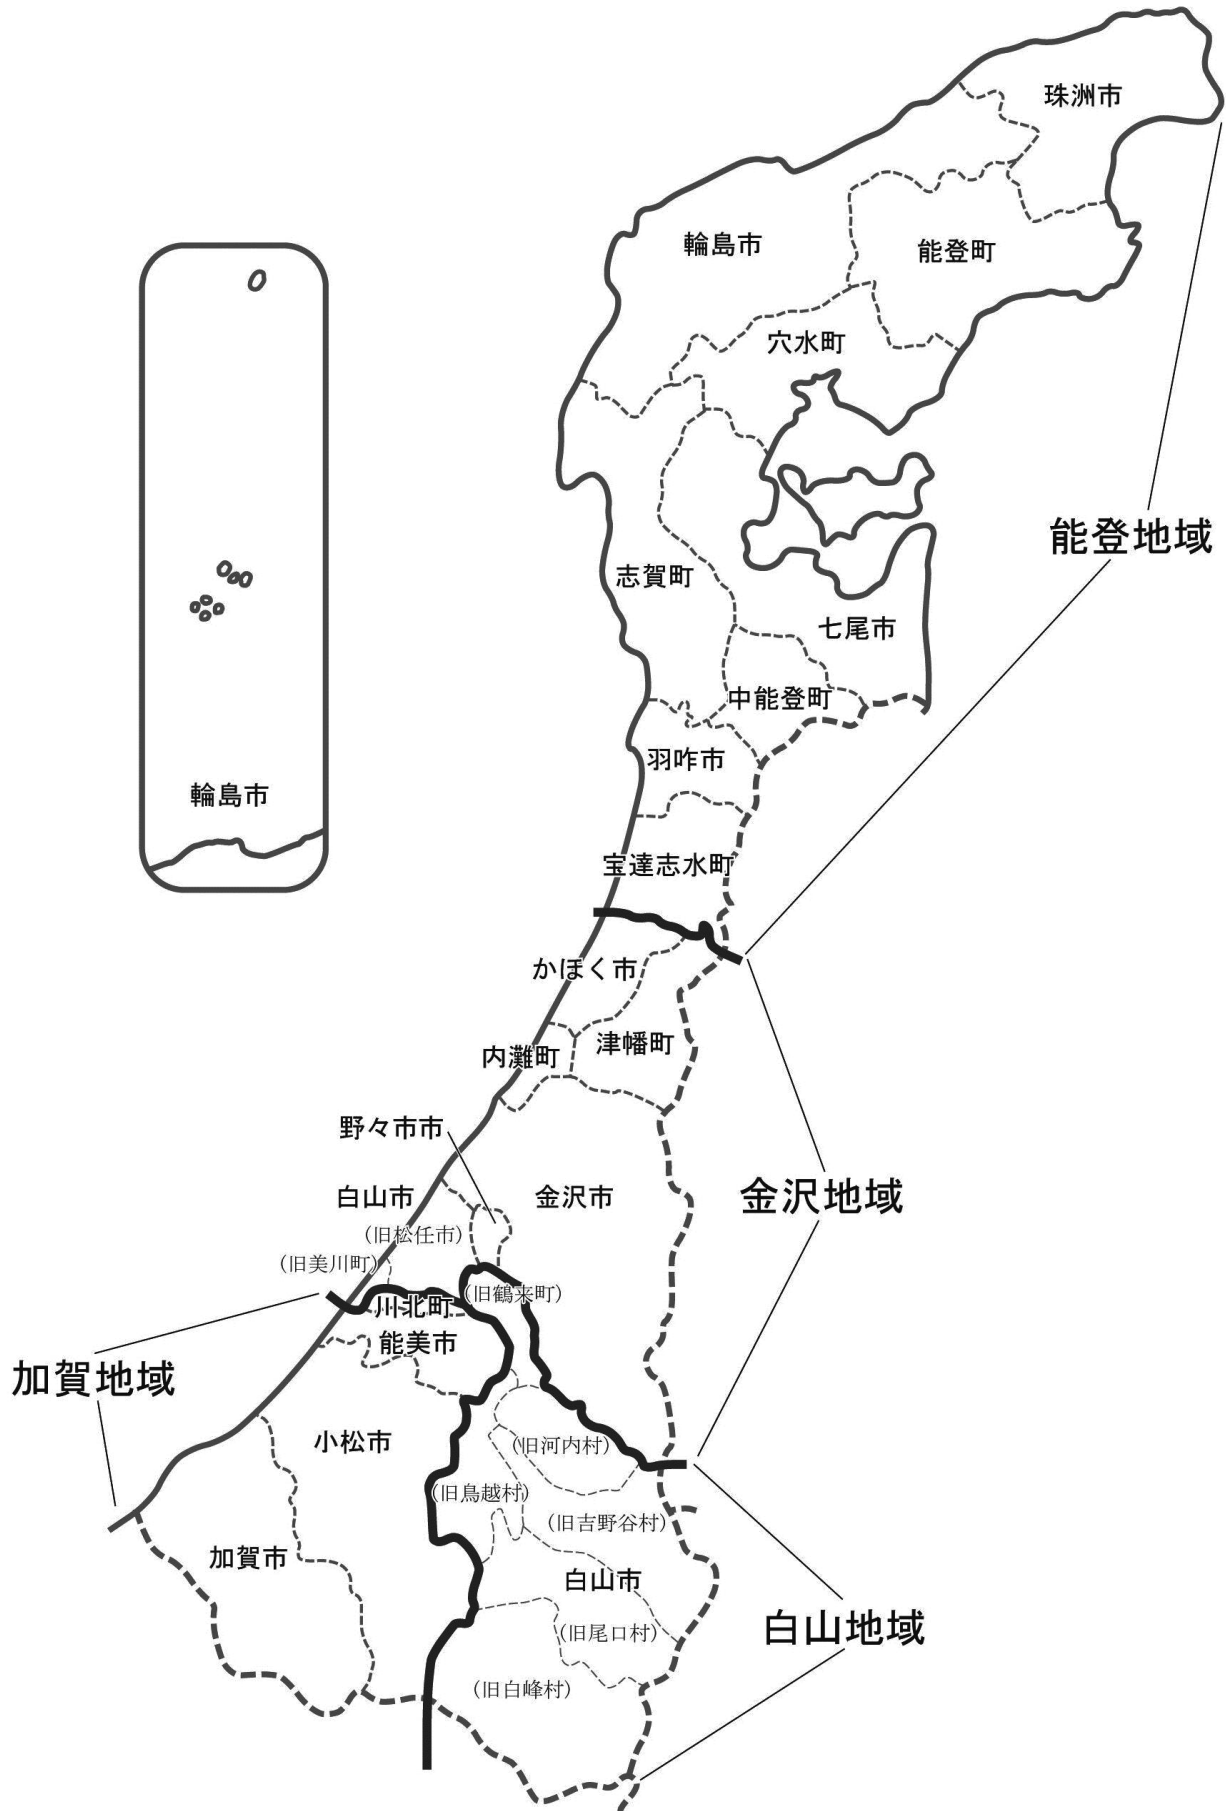 珠洲市
輪島市
能登町
穴水町
能登地域
志賀町
七尾市
中能登町
羽咋市
輪島市
宝達志水町
かほく市
津幡町
内灘町
野々市市
白山市
金沢市
金沢地域
(旧松任市)
(旧美川町)
(旧鶴来町)
川北町
能美市
加賀地域
小松市
(旧河内村)
(旧鳥越村)
(旧吉野谷村)
加賀市
白山市
白山地域
(旧尾口村)
(旧白峰村)